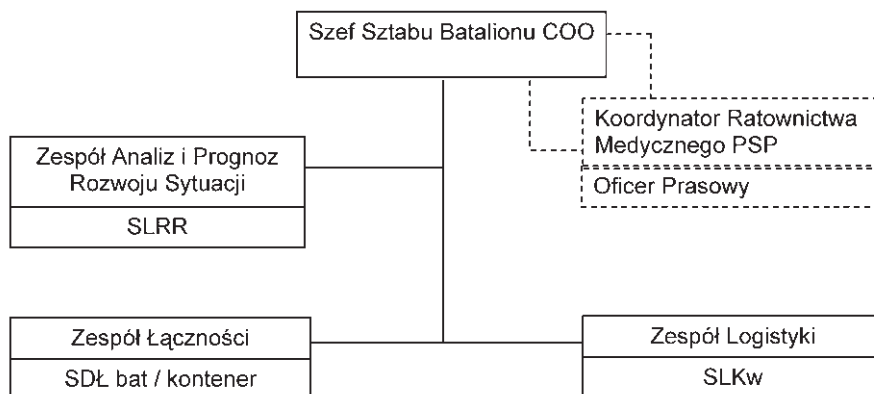 Szef Sztabu Batalionu COO
Koordynator Ratownictwa
Medycznego PSP
Oficer Prasowy
Zespół Analiz i Prognoz
Rozwoju Sytuacji
SLRR
Zespół Łączności
SDŁ bat / kontener
Zespół Logistyki
SLKw